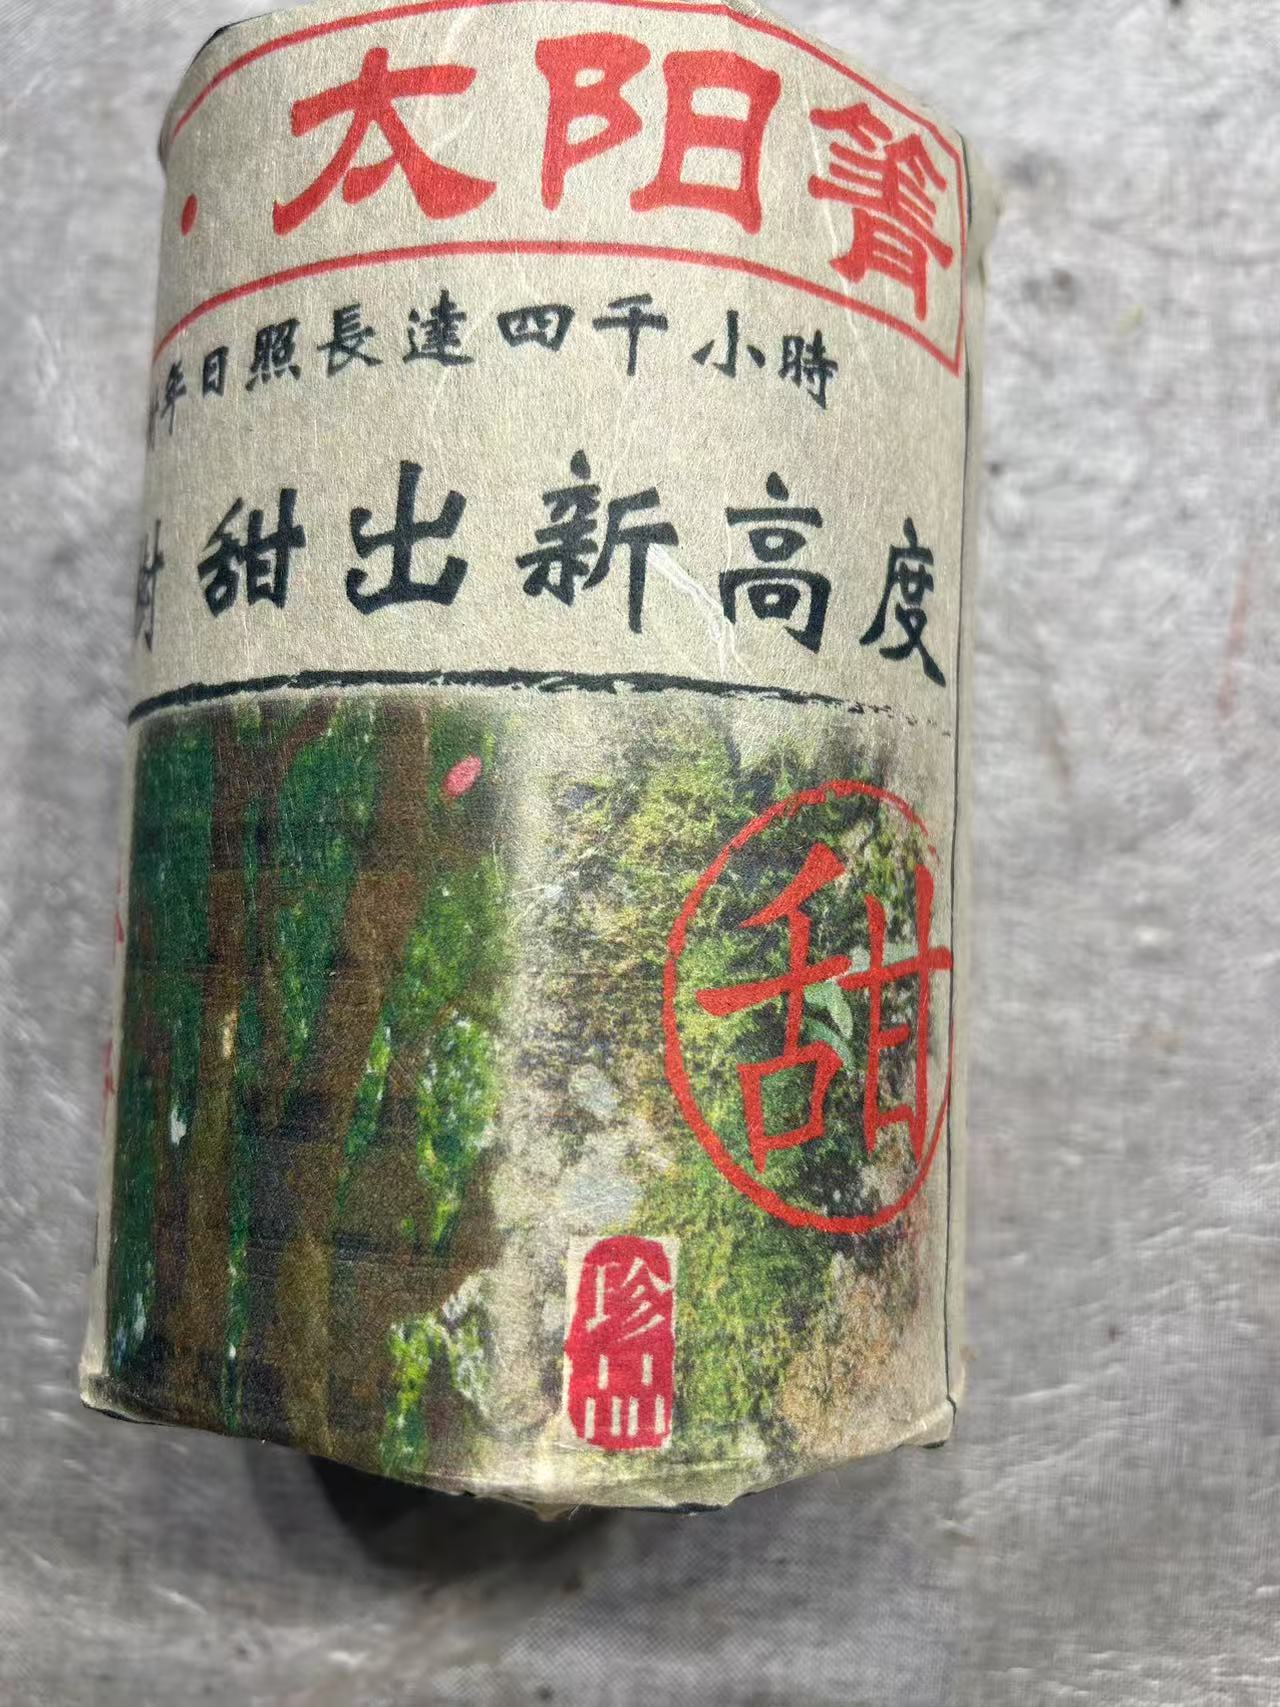 ·太阳箐
年日照長達四千小時
甜出新高度
甜
珍品